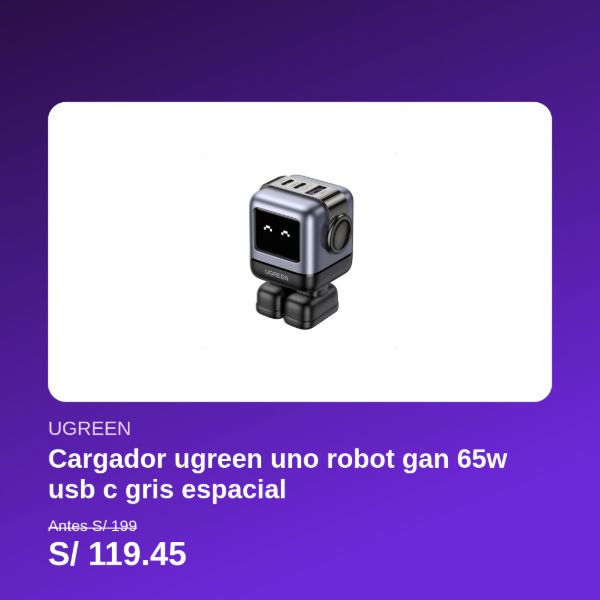 UGREEN
UGREEN
Cargador ugreen uno robot gan 65w
usb c gris espacial
Antes S/ 199
S/ 119.45